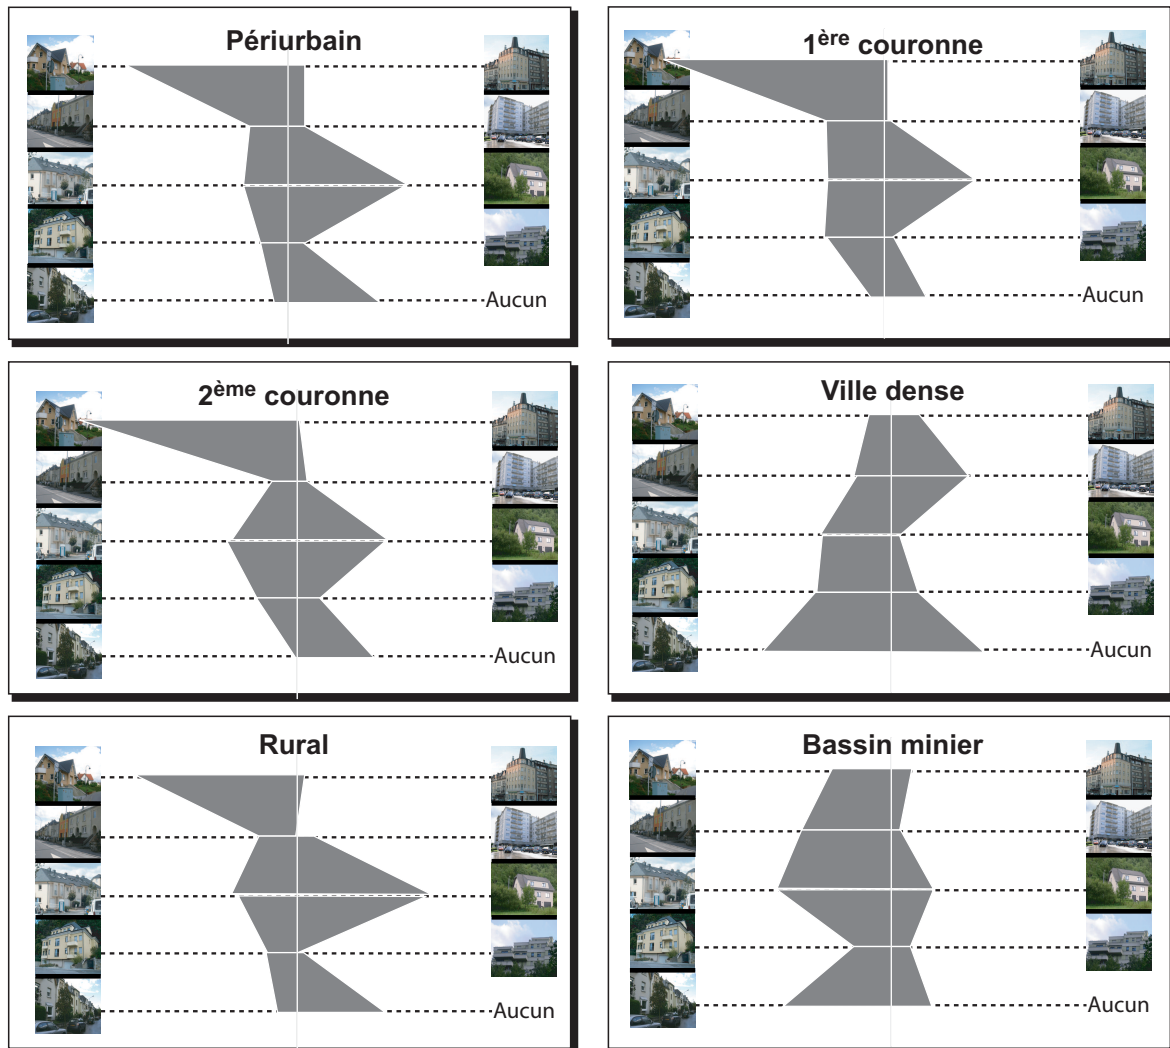 Périurbain
Aucun
1ère couronne
Aucun
2ème couronne
Aucun
Ville dense
Aucun
Rural
Aucun
Bassin minier
Aucun